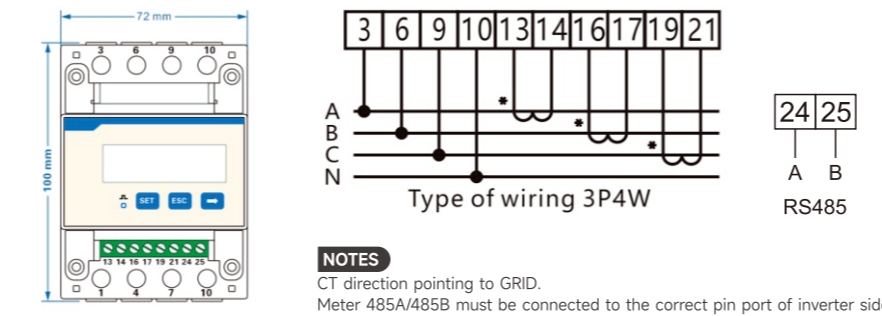 72 mm
3 6 9 10
100 mm
SET ESC
13 14 16 17 19 21 24 25
1 4 7 10
3 6 9 10 13 14 16 17 19 21
A
B
C
N
* * *
Type of wiring 3P4W
24 25
A B
RS485
NOTES
CT direction pointing to GRID.
Meter 485A/485B must be connected to the correct pin port of inverter side